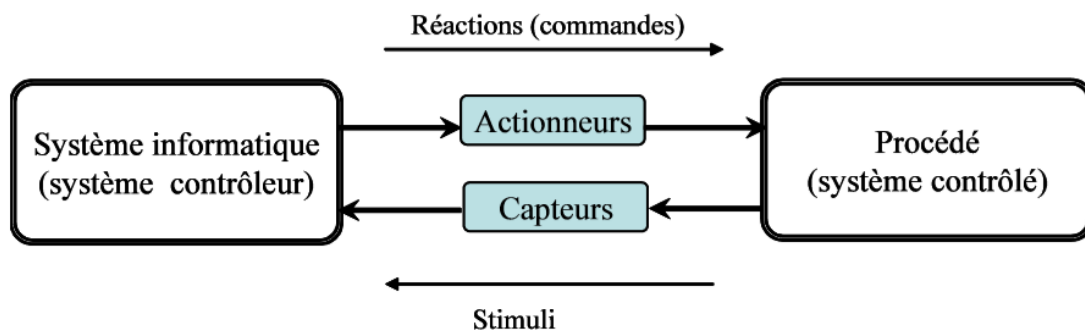 Réactions (commandes)
Système informatique
(système contrôleur)
Actionneurs
Capteurs
Procédé
(système contrôlé)
Stimuli